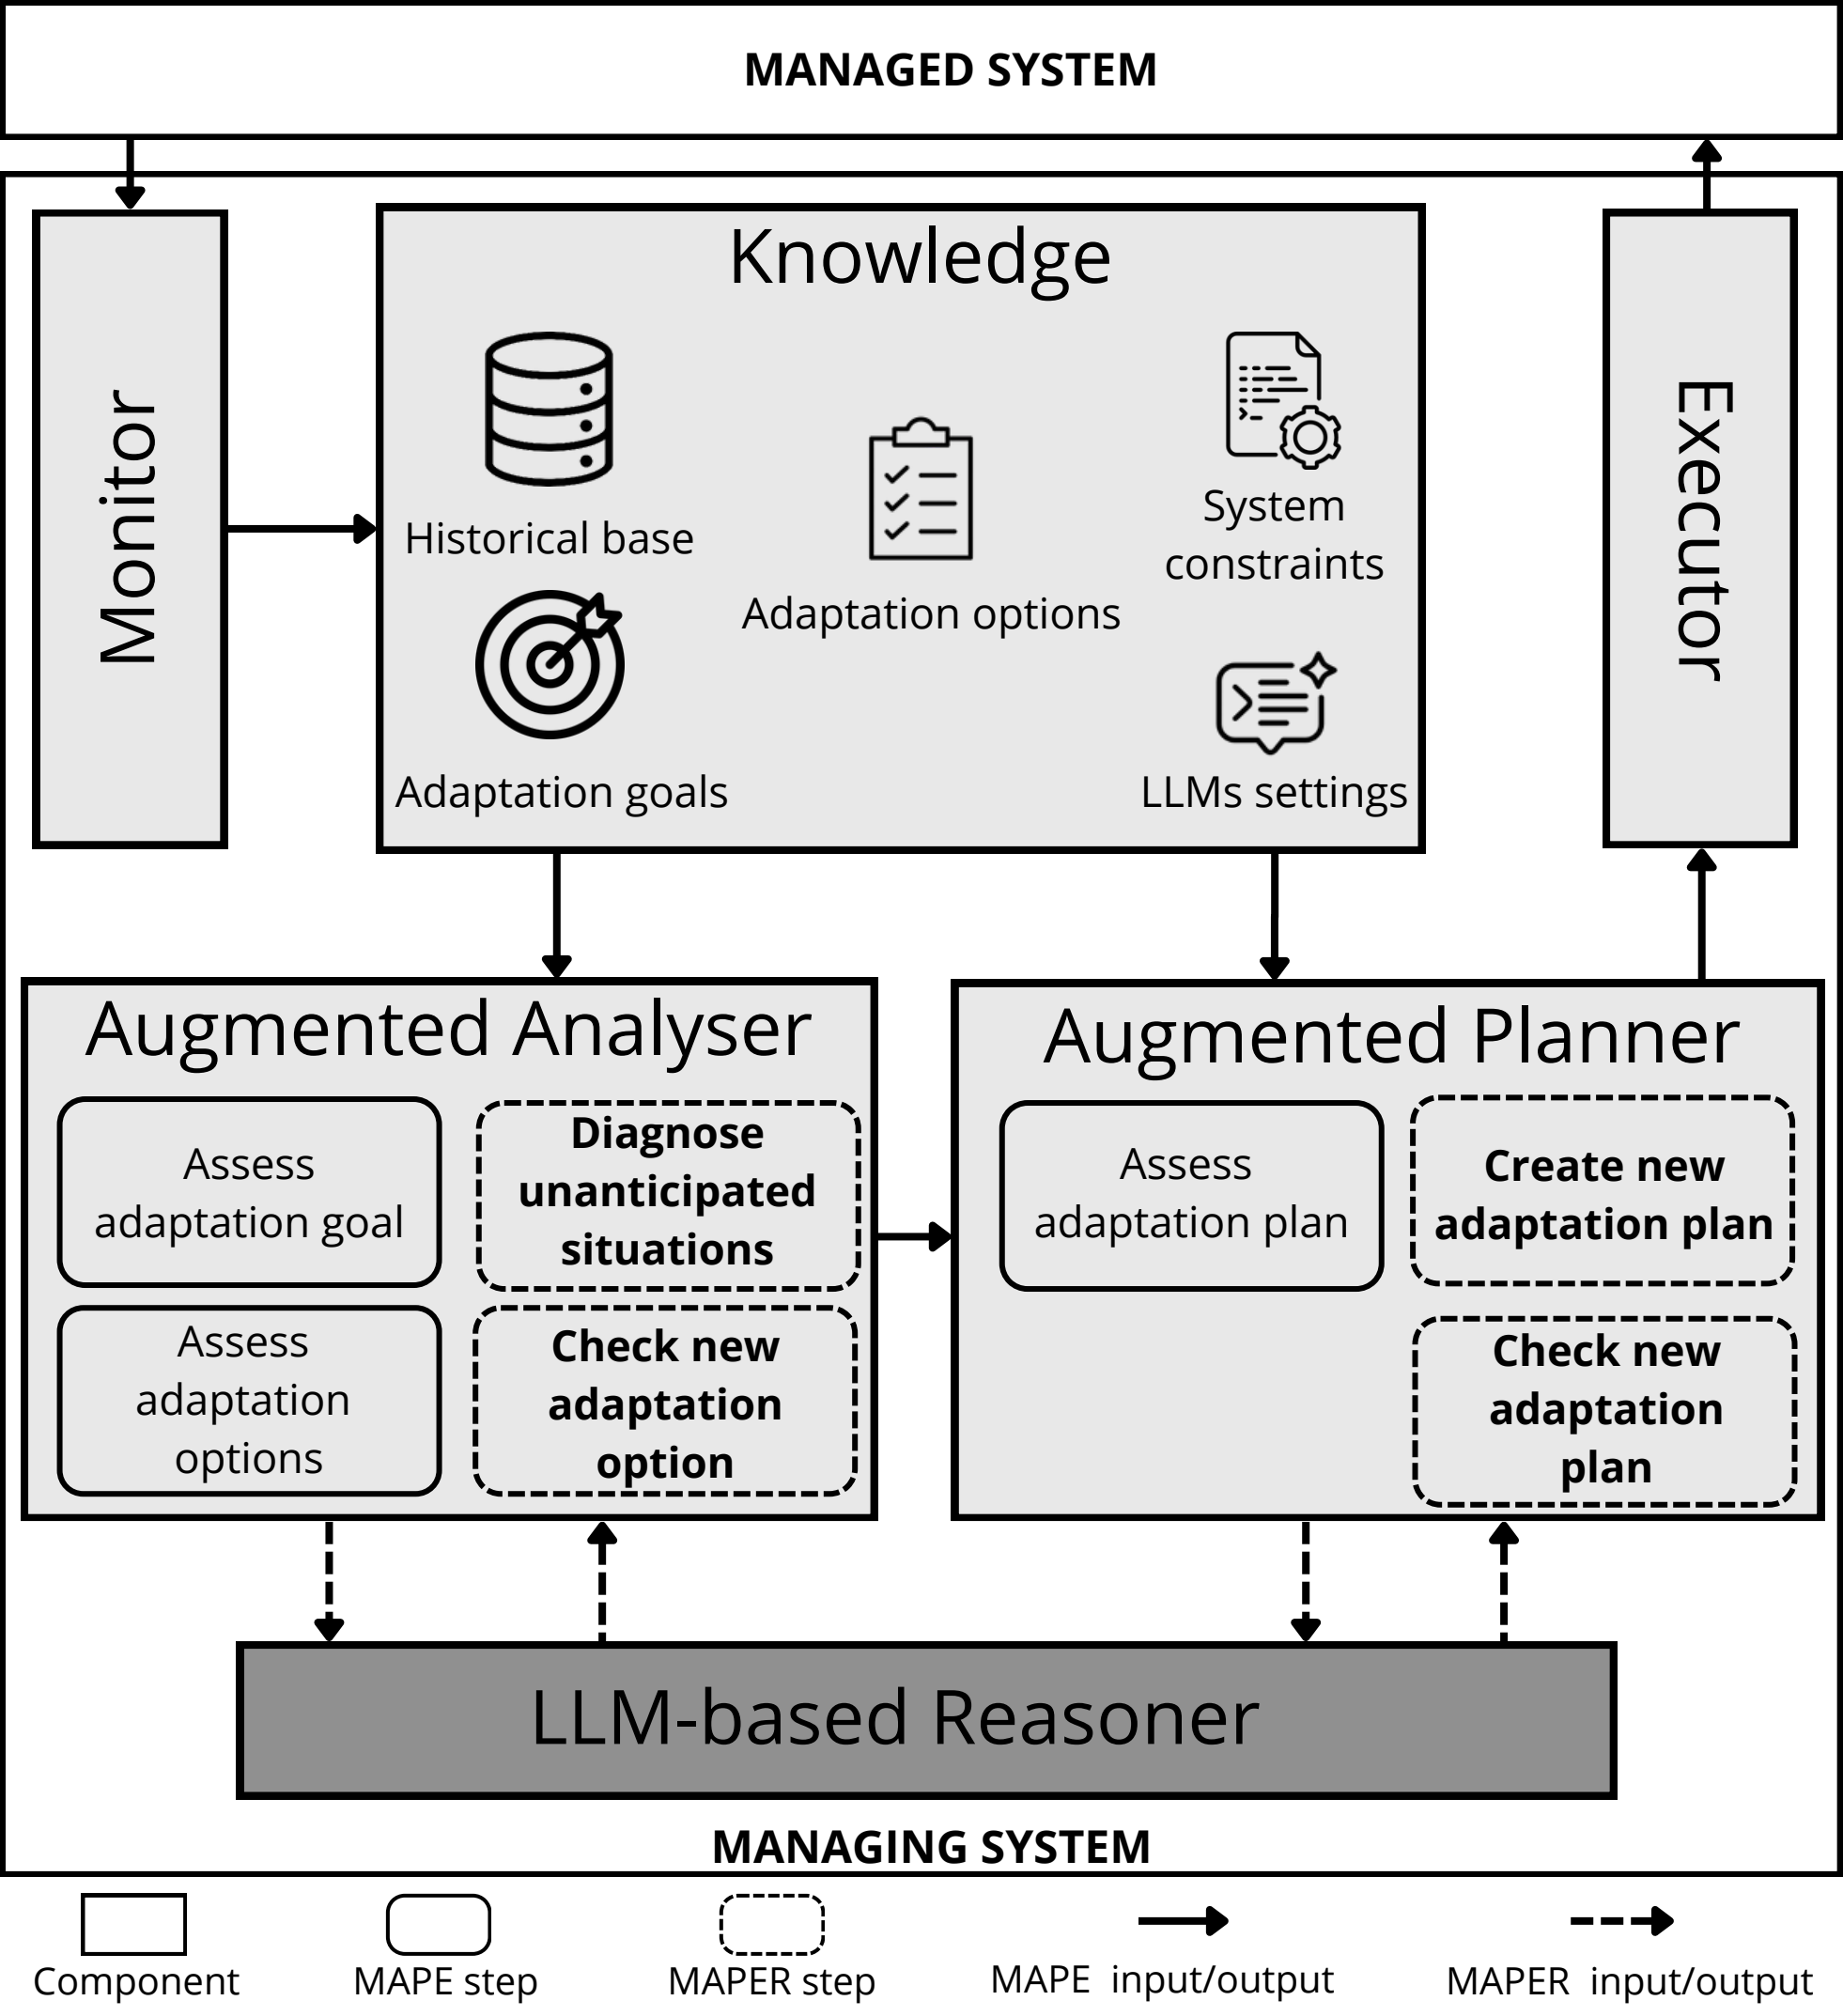 MANAGED SYSTEM
Monitor
Knowledge
Historical base
Adaptation goals
Adaptation options
System
constraints
LLMs settings
Executor
Augmented Analyser
Assess
adaptation goal
Diagnose
unanticipated
situations
Assess
adaptation
options
Check new
adaptation
option
Augmented Planner
Assess
adaptation plan
Create new
adaptation plan
Check new
adaptation
plan
LLM-based Reasoner
MANAGING SYSTEM
Component
MAPE step
MAPER step
MAPE input/output
MAPER input/output